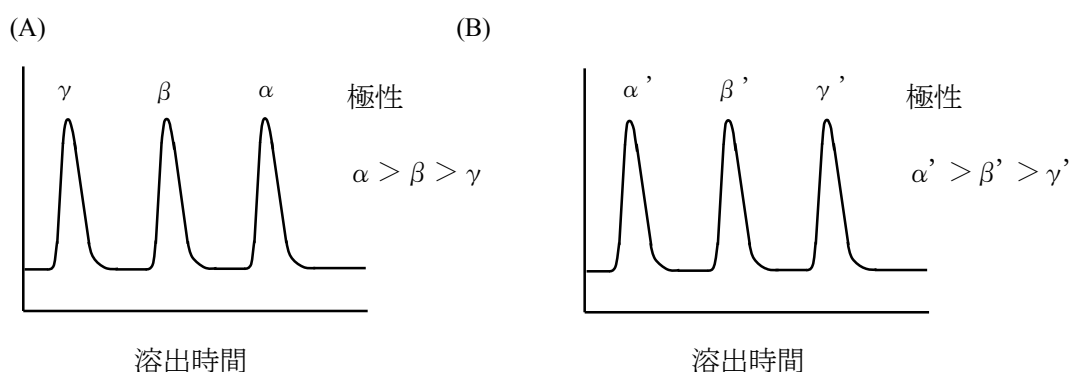 (A)
γ β α 極性
α > β > γ
溶出時間
(B)
α’ β’ γ’ 極性
α’ > β’ > γ’
溶出時間